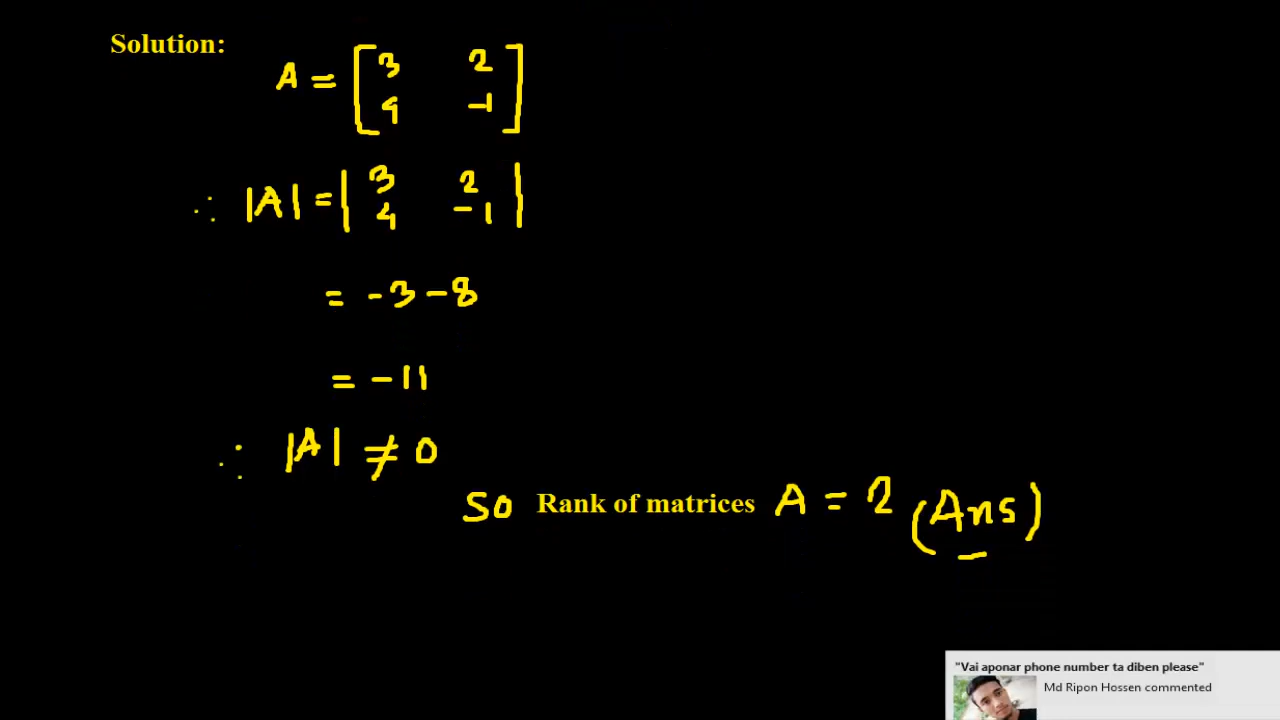 Solution:
A = [ 3 2
4 -1 ]
∴ |A| = | 3 2
4 -1 |
= -3 - 8
= -11
∴ |A| ≠ 0
So Rank of matrices A = 2 (Ans)
"Vai aponar phone number ta diben please"
Md Ripon Hossen commented